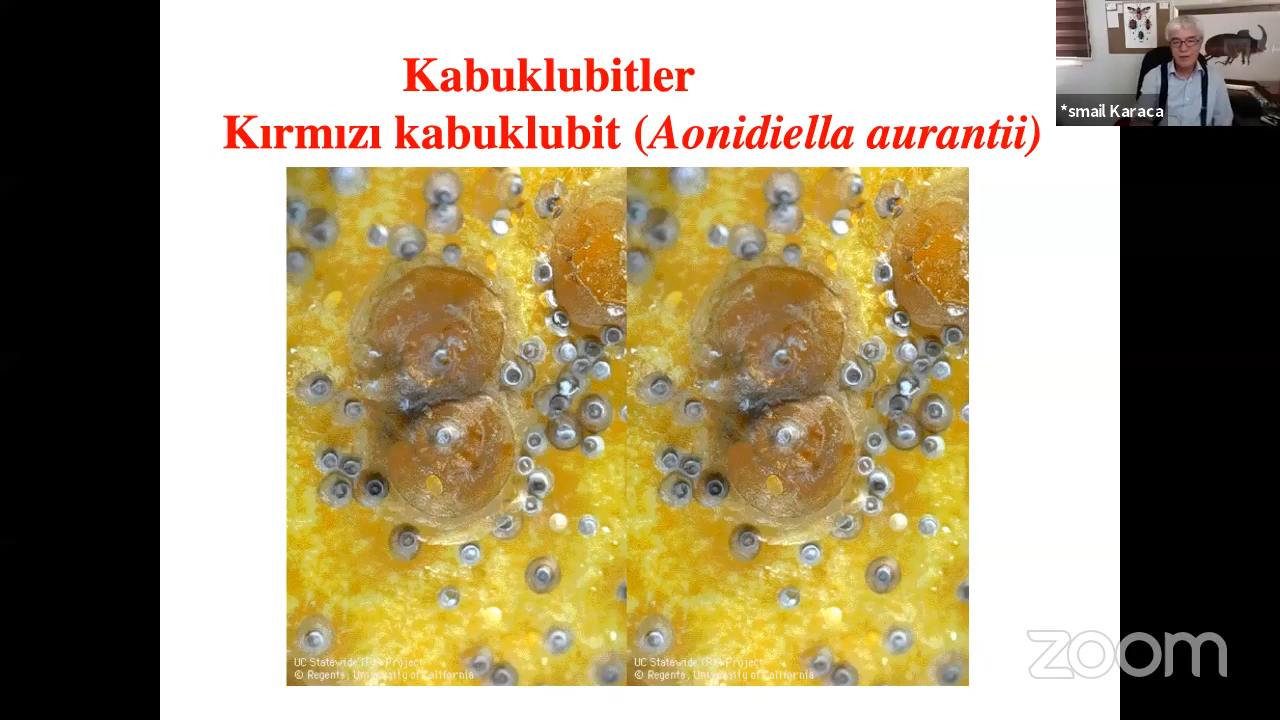 Kabuklubitler
Kırmızı kabuklubit (Aonidiella aurantii)
*smail Karaca
UC Statewide IPM Project
© Regents, University of California
UC Statewide IPM Project
© Regents, University of California
zoom